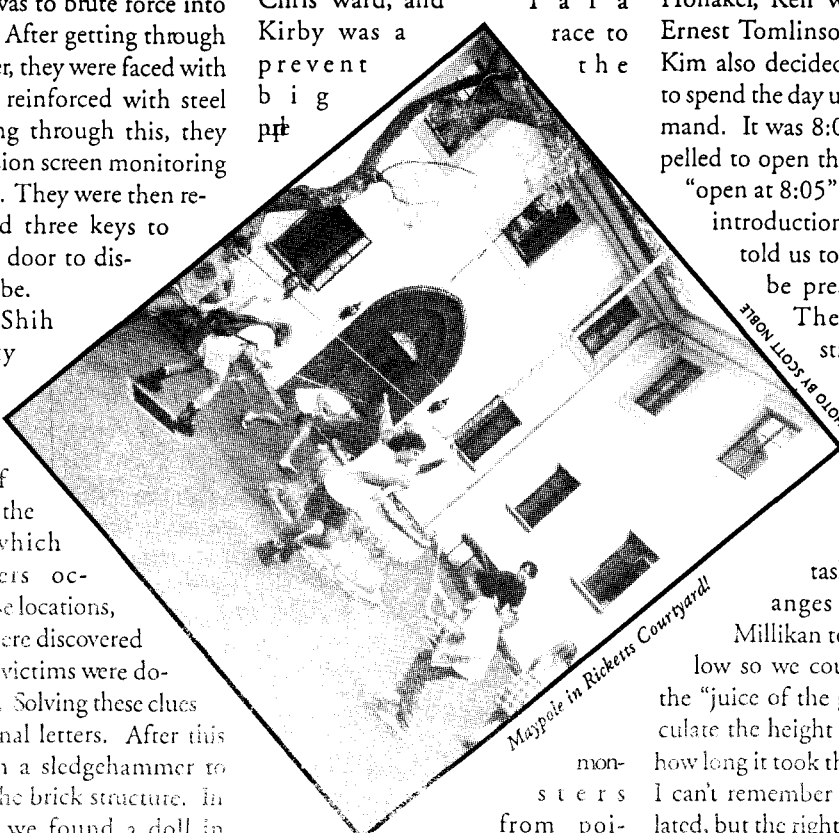 was to brute force into
After getting through
er, they were faced with
reinforced with steel
ng through this, they
sion screen monitoring
. They were then re-
d three keys to
door to dis-
be.
Shih
y
f
the
which
ers oc-
e locations,
ere discovered
victims were do-
. Solving these clues
nal letters. After this
a sledgehammer to
he brick structure. In
we found a doll in
Chris Ward, and
Kirby was a
prevent
big
race to
the
PHOTO BY SCOTT NOBLE
Maypole in Ricketts Courtyard!
mon-
sters
from poi-
Honaker, Ken W
Ernest Tomlinso
Kim also decided
to spend the day u
mand. It was 8:0
pelled to open th
"open at 8:05"
introduction
told us to
be pre
The
sta
tas
anges
Millikan to
low so we cou
the "juice of the g
culate the height
how long it took th
I can't remember
lated, but the right